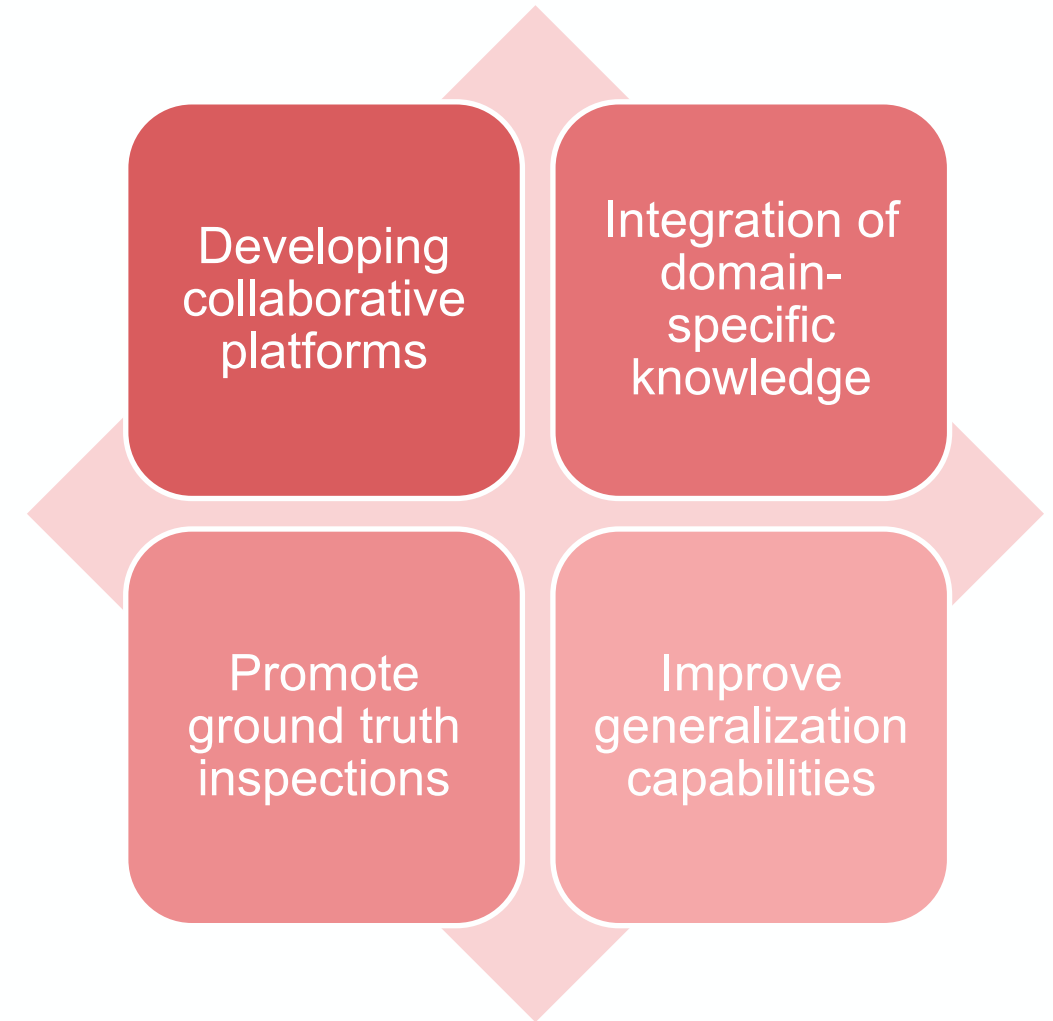 Developing
collaborative
platforms
Integration of
domain-
specific
knowledge
Promote
ground truth
inspections
Improve
generalization
capabilities